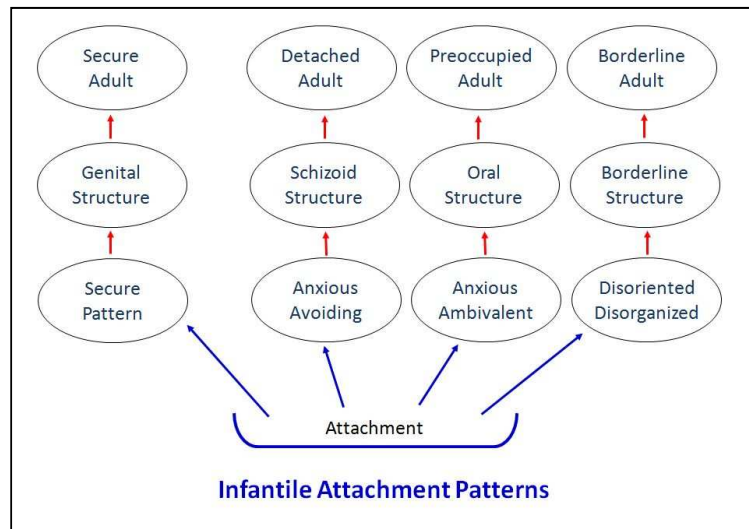 Secure
Adult
Detached
Adult
Preoccupied
Adult
Borderline
Adult
Genital
Structure
Schizoid
Structure
Oral
Structure
Borderline
Structure
Secure
Pattern
Anxious
Avoiding
Anxious
Ambivalent
Disoriented
Disorganized
Attachment
Infantile Attachment Patterns